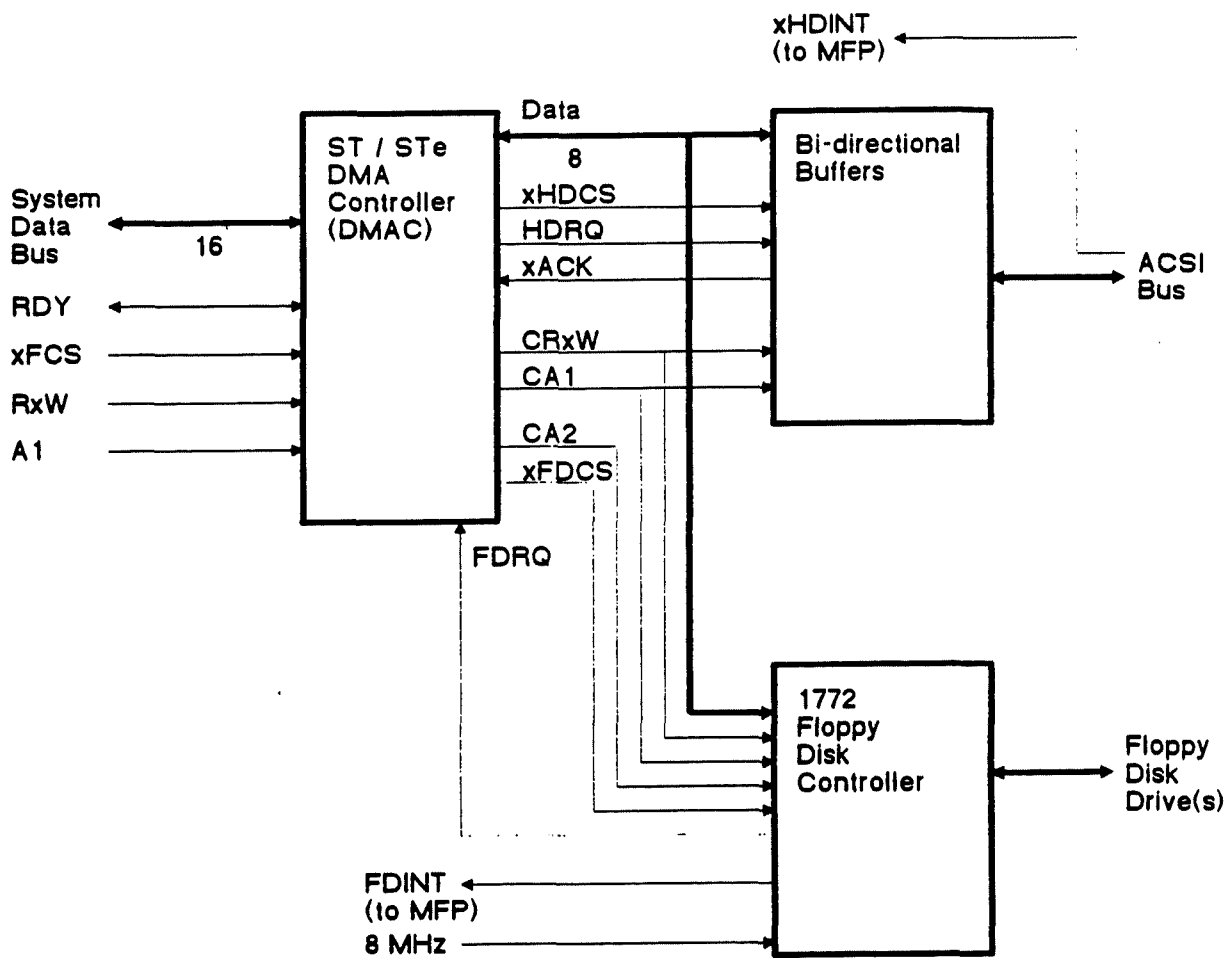 xHDINT
(to MFP)
Data
8
ST / STe
DMA
Controller
(DMAC)
Bi-directional
Buffers
System
Data
Bus
16
xHDCS
HDRQ
xACK
ACSI
Bus
RDY
xFCS
RxW
A1
CRxW
CA1
CA2
xFDCS
FDRQ
1772
Floppy
Disk
Controller
Floppy
Disk
Drive(s)
FDINT
(to MFP)
8 MHz